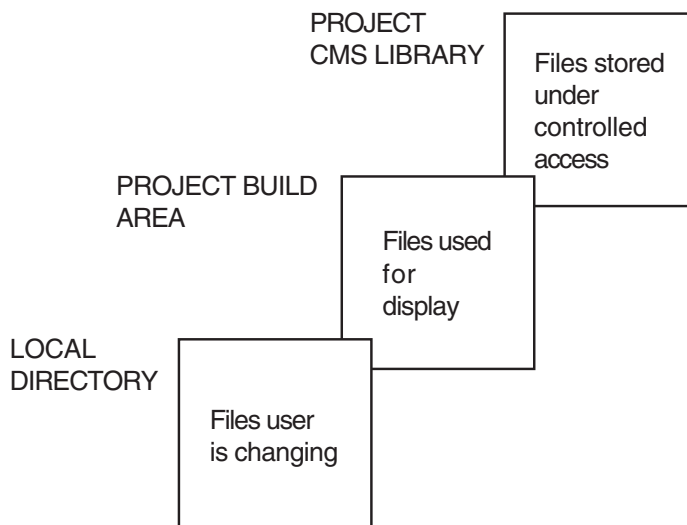 PROJECT
CMS LIBRARY
Files stored
under
controlled
access
PROJECT BUILD
AREA
Files used
for
display
LOCAL
DIRECTORY
Files user
is changing